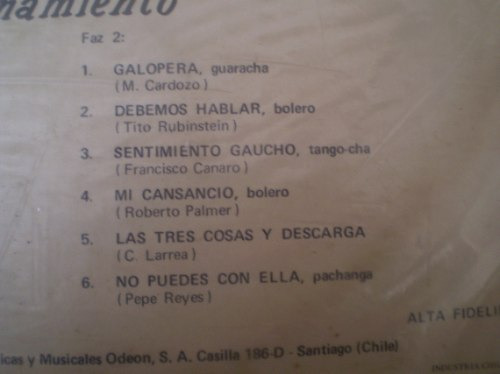 namiento
Faz 2:
1. GALOPERA, guaracha
(M. Cardozo)
2. DEBEMOS HABLAR, bolero
(Tito Rubinstein)
3. SENTIMIENTO GAUCHO, tango-cha
(Francisco Canaro)
4. MI CANSANCIO, bolero
(Roberto Palmer)
5. LAS TRES COSAS Y DESCARGA
(C. Larrea)
6. NO PUEDES CON ELLA, pachanga
(Pepe Reyes)
ALTA FIDELI
icas y Musicales Odeon, S. A. Casilla 186-D - Santiago (Chile)
INDUSTRIA CHI